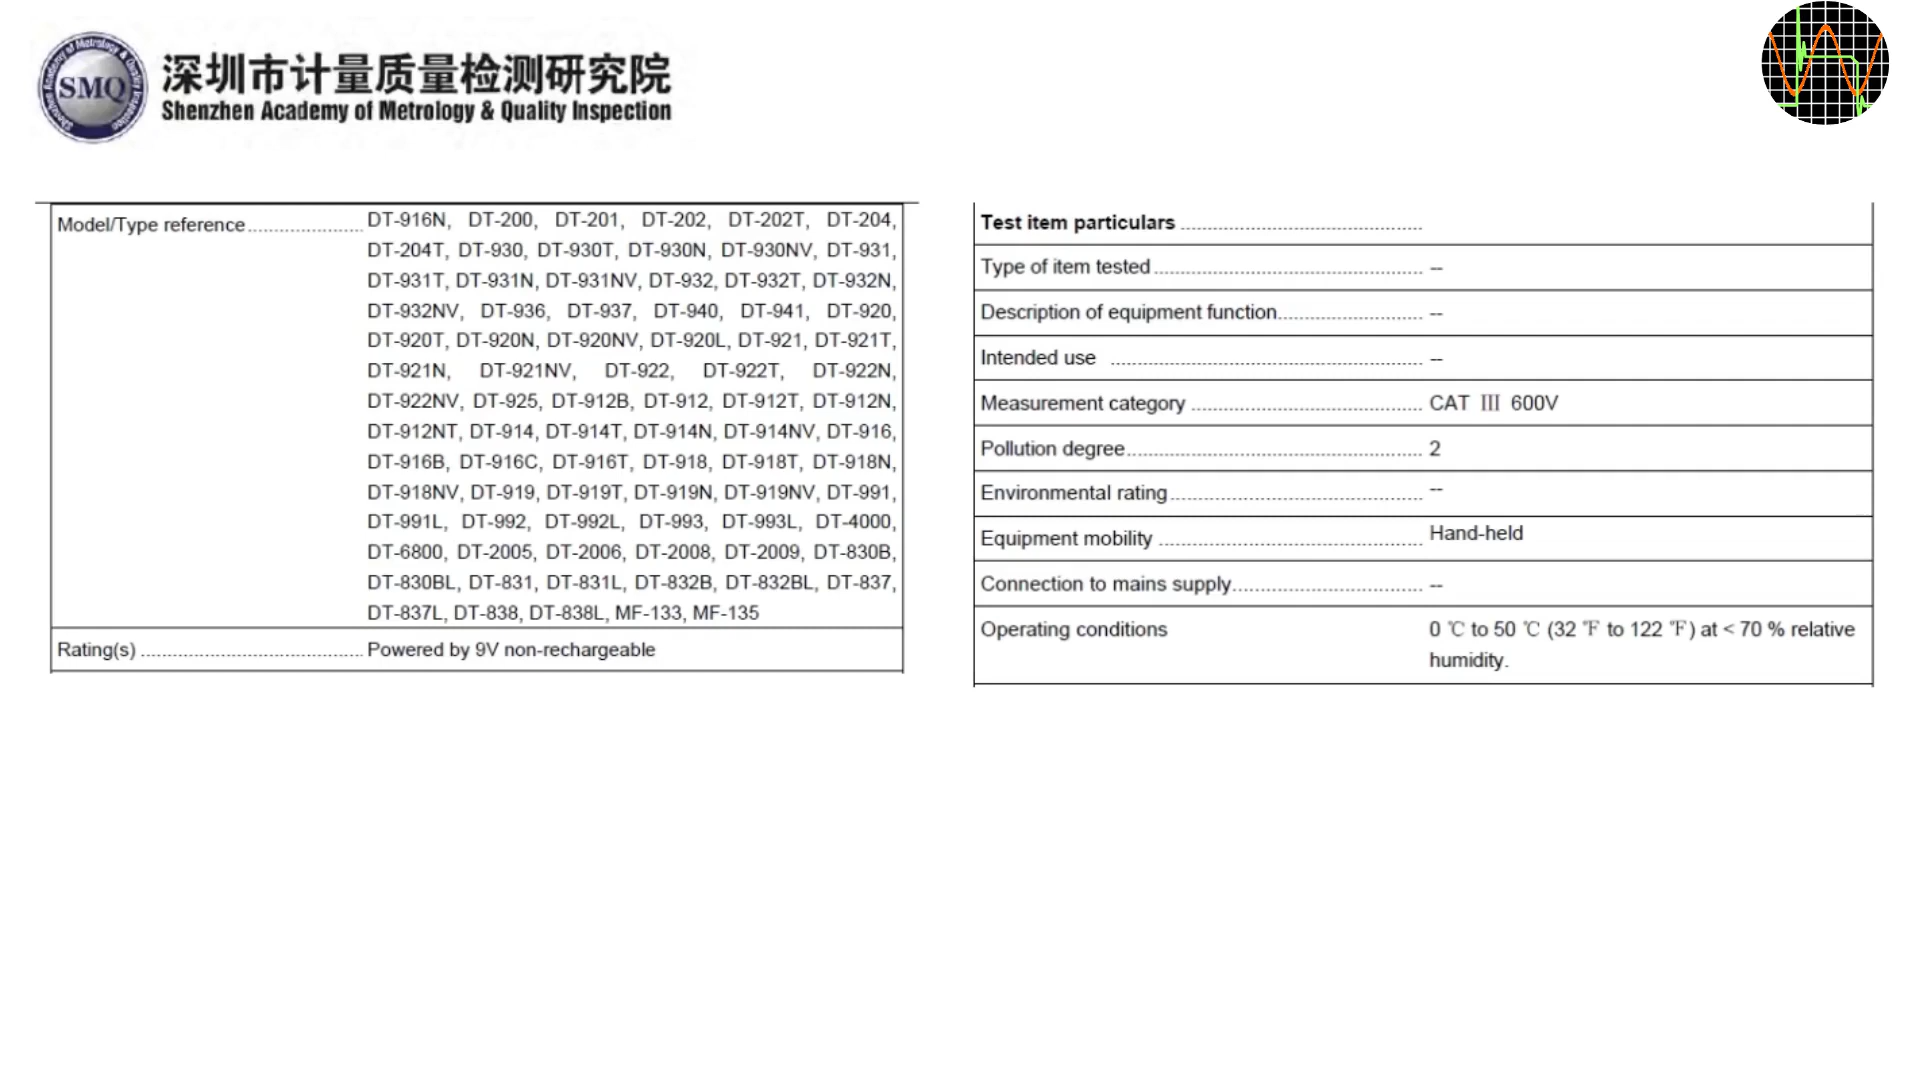 SMQ
Shenzhen Academy of Metrology & Quality Inspection
深圳市计量质量检测研究院
Shenzhen Academy of Metrology & Quality Inspection
Model/Type reference...................... DT-916N, DT-200, DT-201, DT-202, DT-202T, DT-204,
DT-204T, DT-930, DT-930T, DT-930N, DT-930NV, DT-931,
DT-931T, DT-931N, DT-931NV, DT-932, DT-932T, DT-932N,
DT-932NV, DT-936, DT-937, DT-940, DT-941, DT-920,
DT-920T, DT-920N, DT-920NV, DT-920L, DT-921, DT-921T,
DT-921N, DT-921NV, DT-922, DT-922T, DT-922N,
DT-922NV, DT-925, DT-912B, DT-912, DT-912T, DT-912N,
DT-912NT, DT-914, DT-914T, DT-914N, DT-914NV, DT-916,
DT-916B, DT-916C, DT-916T, DT-918, DT-918T, DT-918N,
DT-918NV, DT-919, DT-919T, DT-919N, DT-919NV, DT-991,
DT-991L, DT-992, DT-992L, DT-993, DT-993L, DT-4000,
DT-6800, DT-2005, DT-2006, DT-2008, DT-2009, DT-830B,
DT-830BL, DT-831, DT-831L, DT-832B, DT-832BL, DT-837,
DT-837L, DT-838, DT-838L, MF-133, MF-135
Rating(s) ........................................ Powered by 9V non-rechargeable
Test item particulars ...........................................
Type of item tested ................................................ --
Description of equipment function.......................... --
Intended use ........................................................ --
Measurement category .......................................... CAT Ⅲ 600V
Pollution degree..................................................... 2
Environmental rating.............................................. --
Equipment mobility ................................................ Hand-held
Connection to mains supply................................... --
Operating conditions 0 ℃ to 50 ℃ (32 ℉ to 122 ℉) at < 70 % relative
humidity.